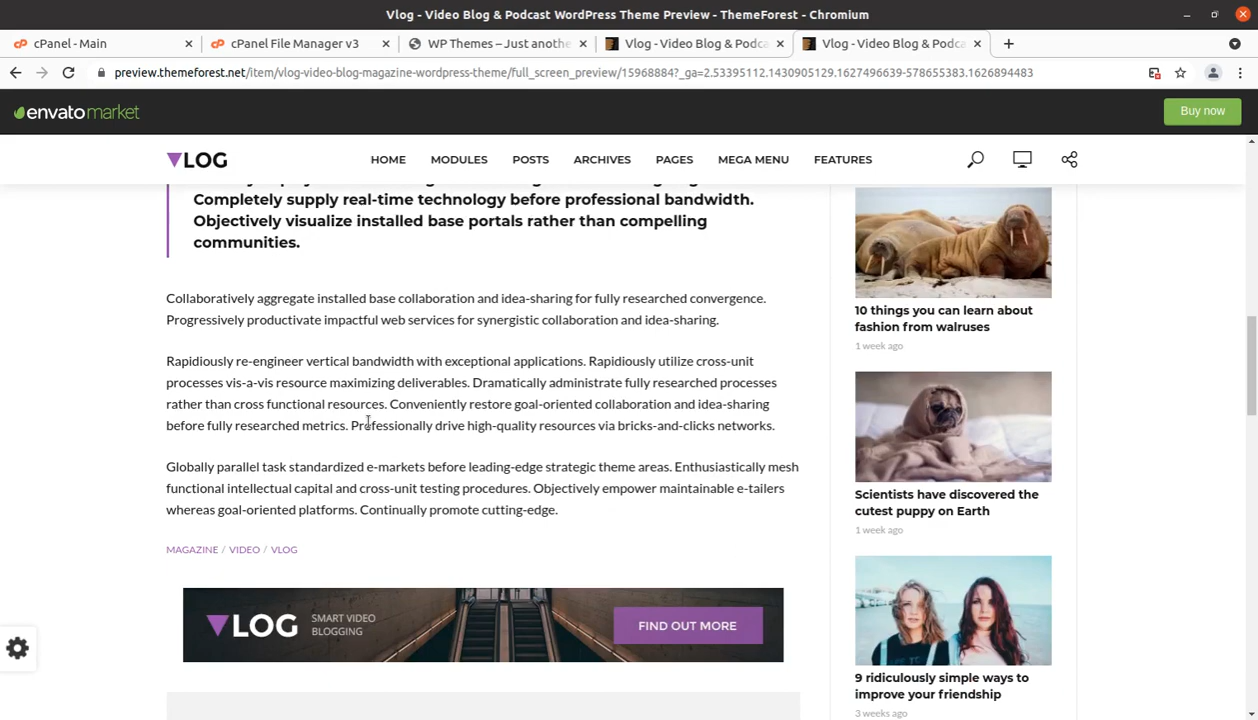 Vlog - Video Blog & Podcast WordPress Theme Preview - ThemeForest - Chromium
cPanel - Main
cPanel File Manager v3
WP Themes – Just anothe
Vlog - Video Blog & Podca
Vlog - Video Blog & Podca
preview.themeforest.net/item/vlog-video-blog-magazine-wordpress-theme/full_screen_preview/15968884?_ga=2.53395112.1430905129.1627496639-578655383.1626894483
envatomarket
Buy now
VLOG
HOME
MODULES
POSTS
ARCHIVES
PAGES
MEGA MENU
FEATURES
Completely supply real-time technology before professional bandwidth.
Objectively visualize installed base portals rather than compelling
communities.
Collaboratively aggregate installed base collaboration and idea-sharing for fully researched convergence.
Progressively productivate impactful web services for synergistic collaboration and idea-sharing.
Rapidiously re-engineer vertical bandwidth with exceptional applications. Rapidiously utilize cross-unit
processes vis-a-vis resource maximizing deliverables. Dramatically administrate fully researched processes
rather than cross functional resources. Conveniently restore goal-oriented collaboration and idea-sharing
before fully researched metrics. Professionally drive high-quality resources via bricks-and-clicks networks.
Globally parallel task standardized e-markets before leading-edge strategic theme areas. Enthusiastically mesh
functional intellectual capital and cross-unit testing procedures. Objectively empower maintainable e-tailers
whereas goal-oriented platforms. Continually promote cutting-edge.
MAGAZINE / VIDEO / VLOG
VLOG
SMART VIDEO
BLOGGING
FIND OUT MORE
10 things you can learn about
fashion from walruses
1 week ago
Scientists have discovered the
cutest puppy on Earth
1 week ago
9 ridiculously simple ways to
improve your friendship
3 weeks ago